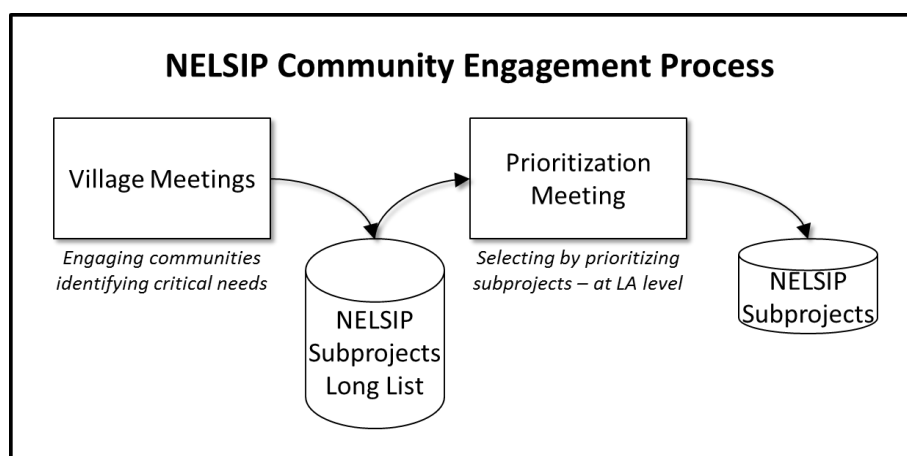 NELSIP Community Engagement Process
Village Meetings
Engaging communities
identifying critical needs
NELSIP
Subprojects
Long List
Prioritization
Meeting
Selecting by prioritizing
subprojects – at LA level
NELSIP
Subprojects